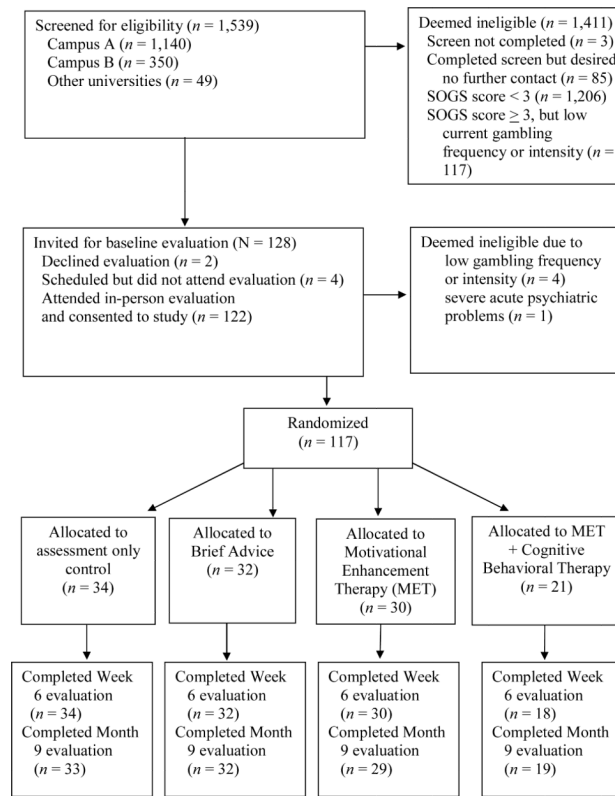 Screened for eligibility (n = 1,539)
Campus A (n = 1,140)
Campus B (n = 350)
Other universities (n = 49)
Deemed ineligible (n = 1,411)
Screen not completed (n = 3)
Completed screen but desired
no further contact (n = 85)
SOGS score < 3 (n = 1,206)
SOGS score ≥ 3, but low
current gambling
frequency or intensity (n =
117)
Invited for baseline evaluation (N = 128)
Declined evaluation (n = 2)
Scheduled but did not attend evaluation (n = 4)
Attended in-person evaluation
and consented to study (n = 122)
Deemed ineligible due to
low gambling frequency
or intensity (n = 4)
severe acute psychiatric
problems (n = 1)
Randomized
(n = 117)
Allocated to
assessment only
control
(n = 34)
Allocated to
Brief Advice
(n = 32)
Allocated to
Motivational
Enhancement
Therapy (MET)
(n = 30)
Allocated to MET
+ Cognitive
Behavioral Therapy
(n = 21)
Completed Week
6 evaluation
(n = 34)
Completed Month
9 evaluation
(n = 33)
Completed Week
6 evaluation
(n = 32)
Completed Month
9 evaluation
(n = 32)
Completed Week
6 evaluation
(n = 30)
Completed Month
9 evaluation
(n = 29)
Completed Week
6 evaluation
(n = 18)
Completed Month
9 evaluation
(n = 19)